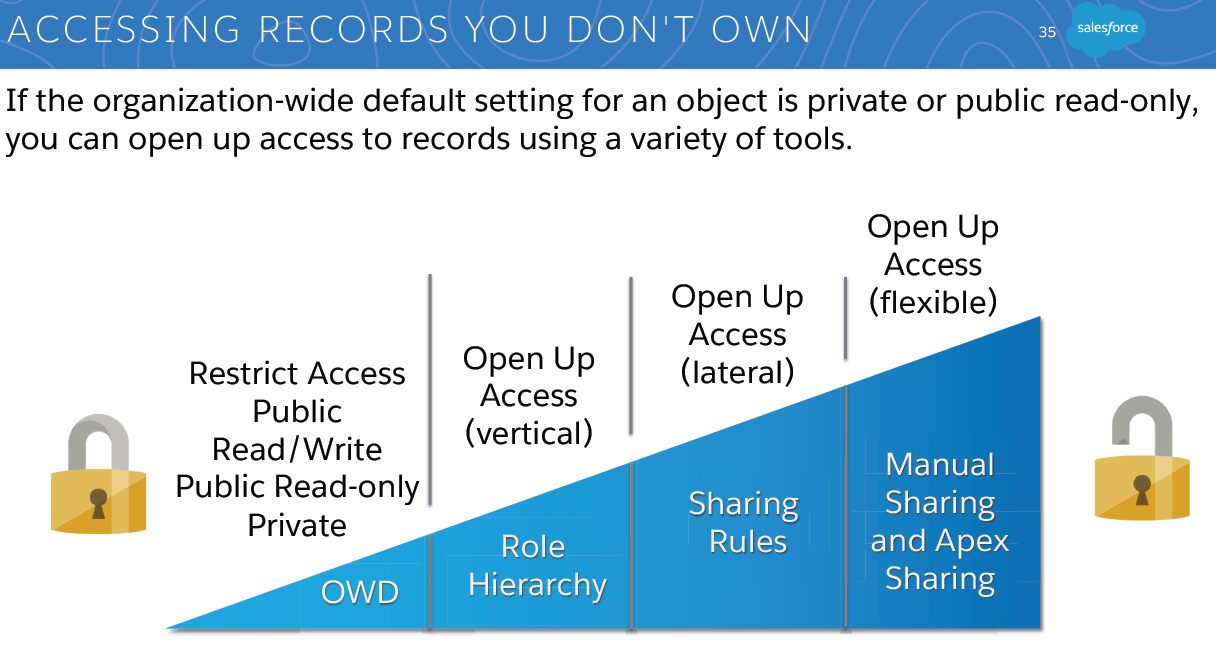 ACCESSING RECORDS YOU DON'T OWN
35
salesforce
If the organization-wide default setting for an object is private or public read-only,
you can open up access to records using a variety of tools.
Restrict Access
Public
Read/Write
Public Read-only
Private
Open Up
Access
(vertical)
Open Up
Access
(lateral)
Open Up
Access
(flexible)
OWD
Role
Hierarchy
Sharing
Rules
Manual
Sharing
and Apex
Sharing